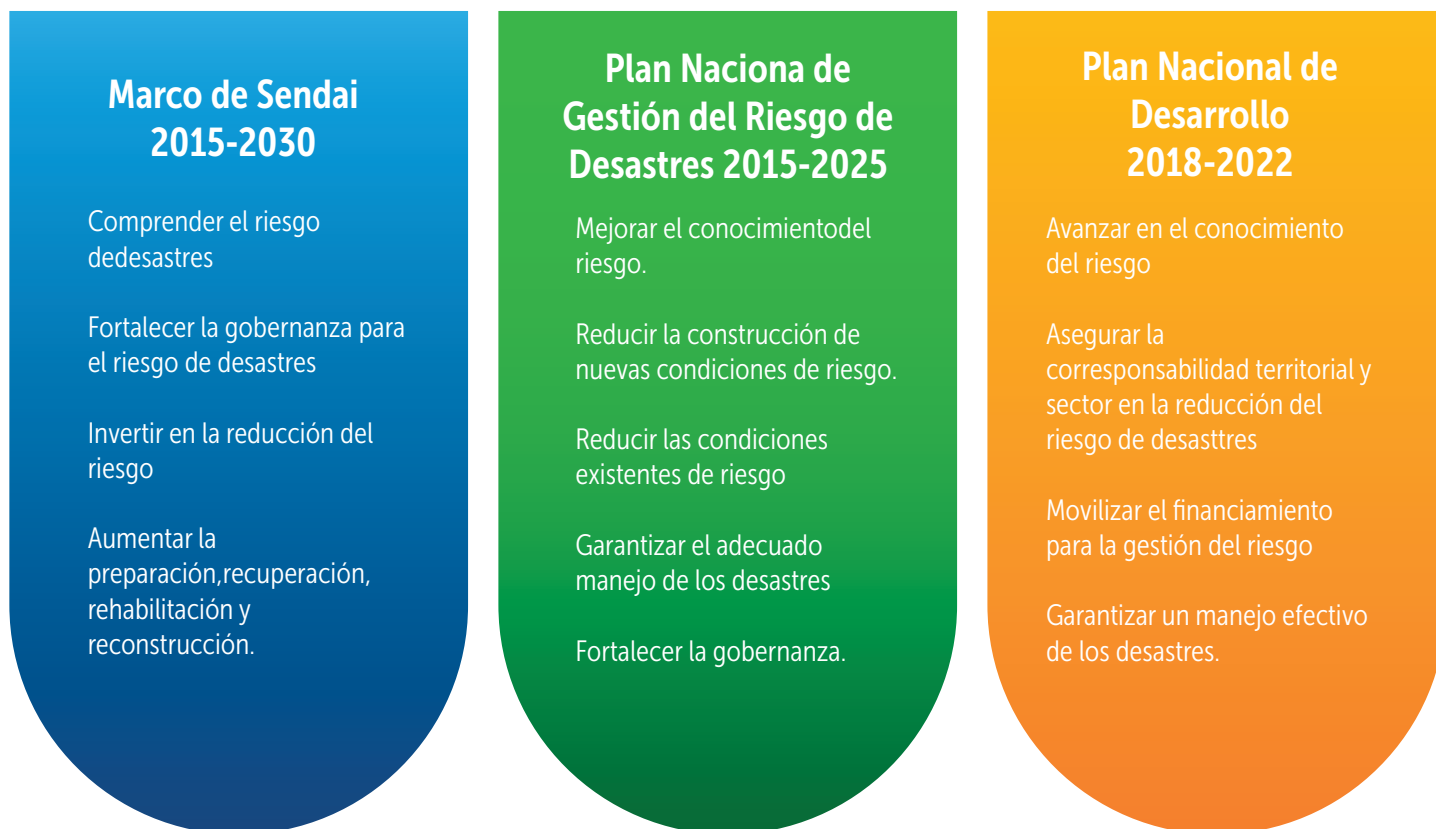 Marco de Sendai
2015-2030
Comprender el riesgo
dedesastres
Fortalecer la gobernanza para
el riesgo de desastres
Invertir en la reducción del
riesgo
Aumentar la
preparación,recuperación,
rehabilitación y
reconstrucción.
Plan Naciona de
Gestión del Riesgo de
Desastres 2015-2025
Mejorar el conocimientodel
riesgo.
Reducir la construcción de
nuevas condiciones de riesgo.
Reducir las condiciones
existentes de riesgo
Garantizar el adecuado
manejo de los desastres
Fortalecer la gobernanza.
Plan Nacional de
Desarrollo
2018-2022
Avanzar en el conocimiento
del riesgo
Asegurar la
corresponsabilidad territorial y
sector en la reducción del
riesgo de desasttres
Movilizar el financiamiento
para la gestión del riesgo
Garantizar un manejo efectivo
de los desastres.